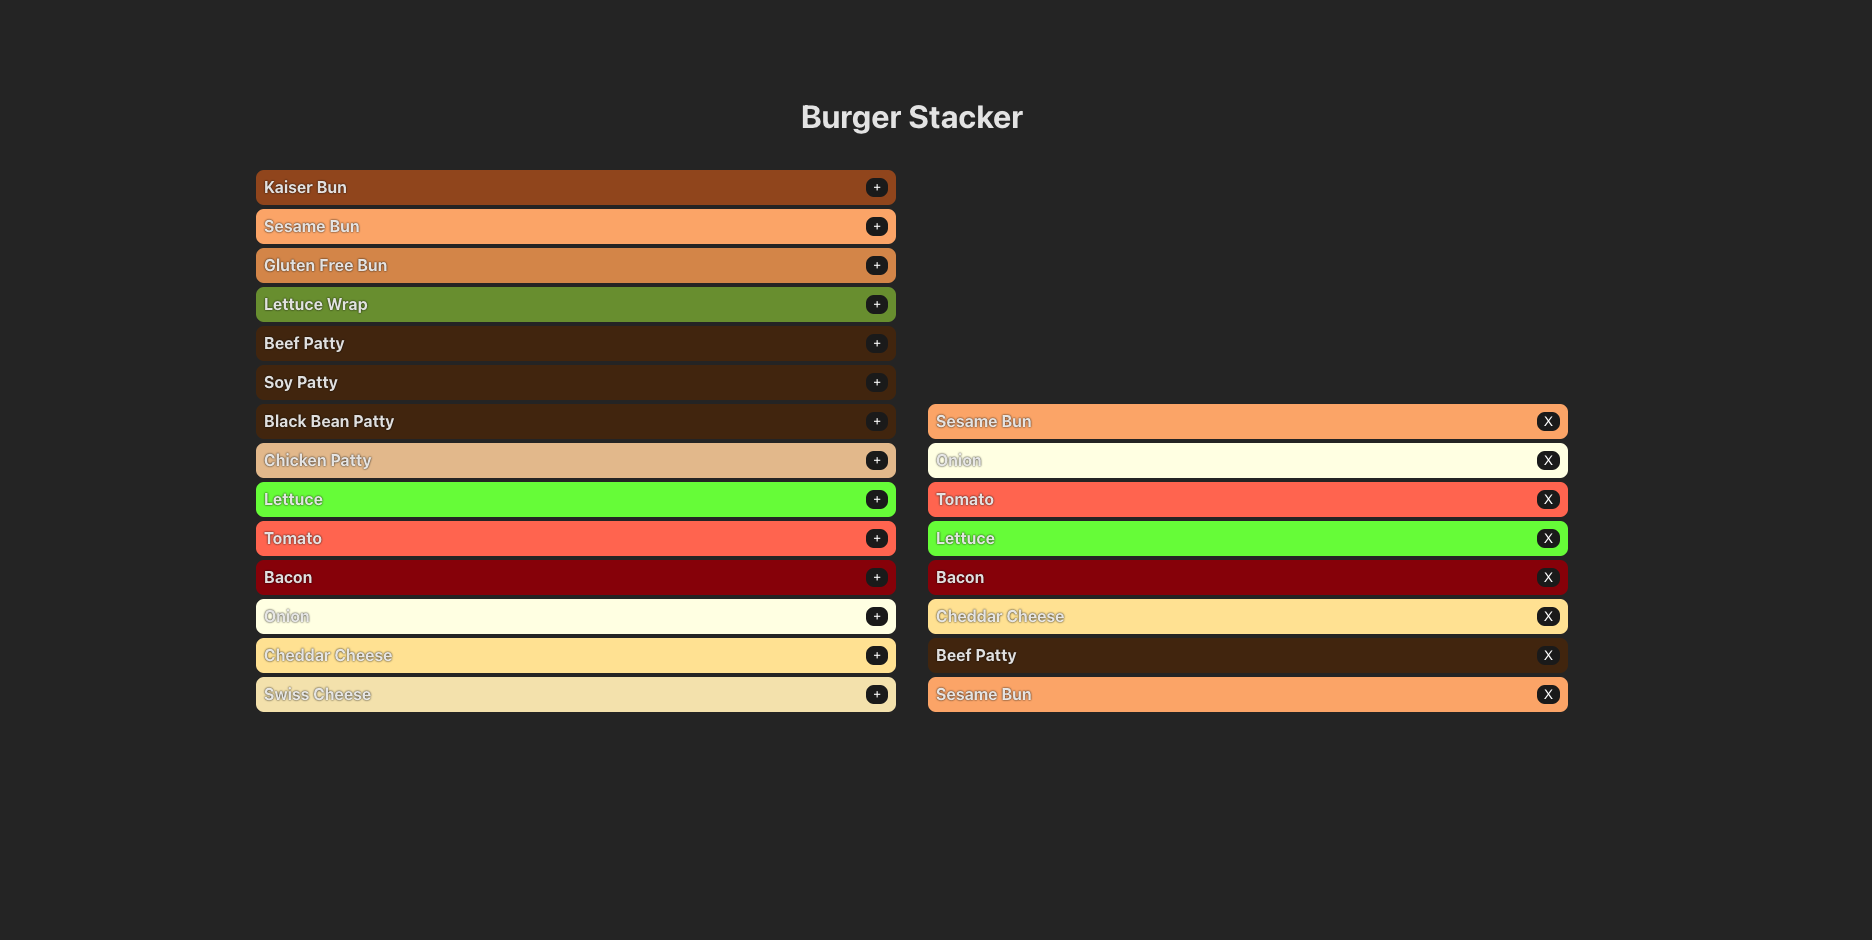 Burger Stacker
Kaiser Bun +
Sesame Bun +
Gluten Free Bun +
Lettuce Wrap +
Beef Patty +
Soy Patty +
Black Bean Patty +
Chicken Patty +
Lettuce +
Tomato +
Bacon +
Onion +
Cheddar Cheese +
Swiss Cheese +
Sesame Bun X
Onion X
Tomato X
Lettuce X
Bacon X
Cheddar Cheese X
Beef Patty X
Sesame Bun X